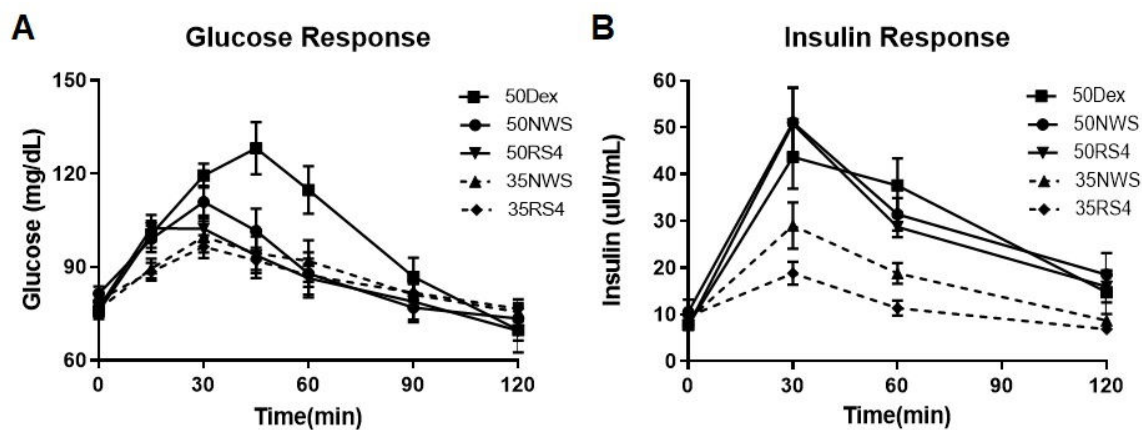 A
Glucose Response
Glucose (mg/dL)
150
120
90
60
0
30
60
90
120
Time(min)
50Dex
50NWS
50RS4
35NWS
35RS4
B
Insulin Response
Insulin (uIU/mL)
60
50
40
30
20
10
0
0
30
60
90
120
Time(min)
50Dex
50NWS
50RS4
35NWS
35RS4